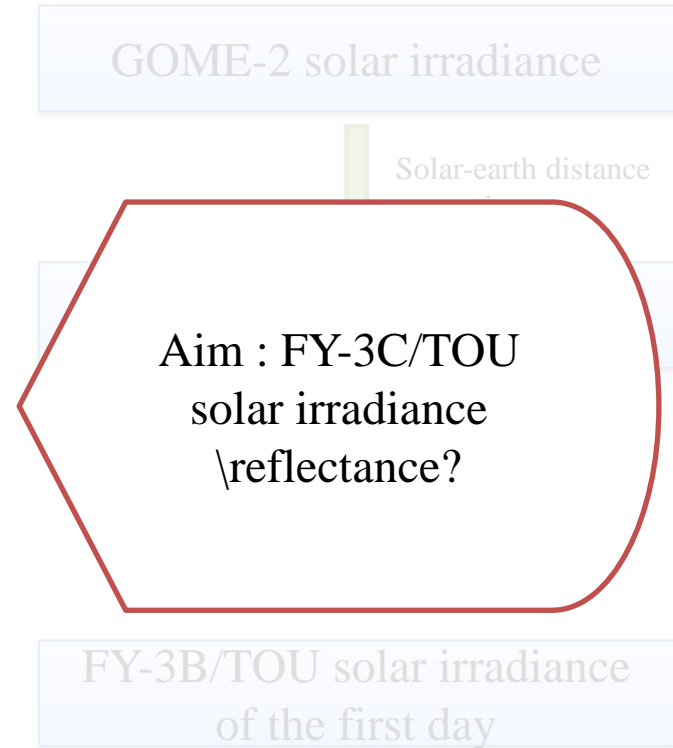 GOME-2 solar irradiance
Solar-earth distance
Aim : FY-3C/TOU
solar irradiance
\reflectance?
FY-3B/TOU solar irradiance
of the first day